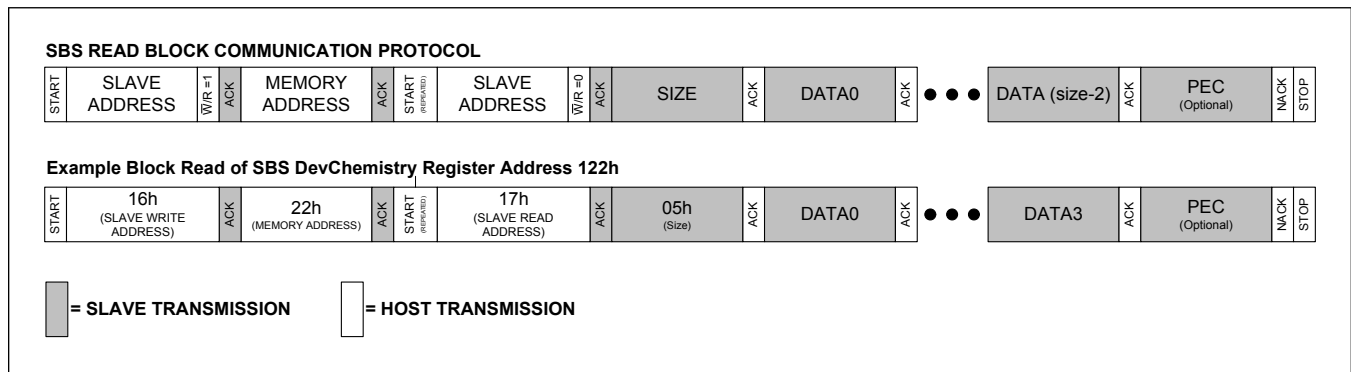 SBS READ BLOCK COMMUNICATION PROTOCOL
START
SLAVE
ADDRESS
W̅/R =1
ACK
MEMORY
ADDRESS
ACK
START
(REPEATED)
SLAVE
ADDRESS
W̅/R =0
ACK
SIZE
ACK
DATA0
ACK
DATA (size-2)
ACK
PEC
(Optional)
NACK
STOP
Example Block Read of SBS DevChemistry Register Address 122h
START
16h
(SLAVE WRITE
ADDRESS)
ACK
22h
(MEMORY ADDRESS)
ACK
START
(REPEATED)
17h
(SLAVE READ
ADDRESS)
ACK
05h
(Size)
ACK
DATA0
ACK
DATA3
ACK
PEC
(Optional)
NACK
STOP
= SLAVE TRANSMISSION
= HOST TRANSMISSION